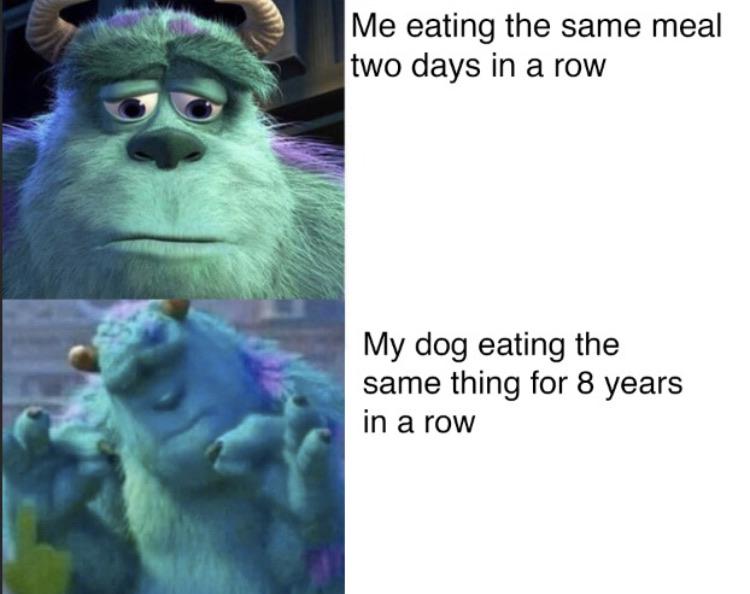 Me eating the same meal
two days in a row
My dog eating the
same thing for 8 years
in a row